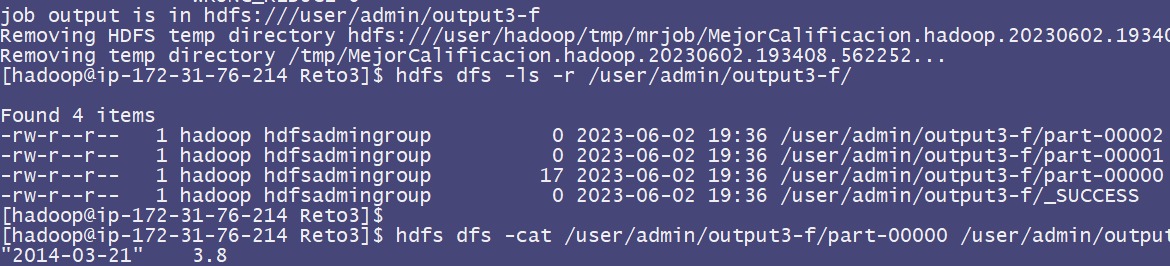 job output is in hdfs:///user/admin/output3-f
Removing HDFS temp directory hdfs:///user/hadoop/tmp/mrjob/MejorCalificacion.hadoop.20230602.19340
Removing temp directory /tmp/MejorCalificacion.hadoop.20230602.193408.562252...
[hadoop@ip-172-31-76-214 Reto3]$ hdfs dfs -ls -r /user/admin/output3-f/
Found 4 items
-rw-r--r--   1 hadoop hdfsadmingroup          0 2023-06-02 19:36 /user/admin/output3-f/part-00002
-rw-r--r--   1 hadoop hdfsadmingroup          0 2023-06-02 19:36 /user/admin/output3-f/part-00001
-rw-r--r--   1 hadoop hdfsadmingroup         17 2023-06-02 19:36 /user/admin/output3-f/part-00000
-rw-r--r--   1 hadoop hdfsadmingroup          0 2023-06-02 19:36 /user/admin/output3-f/_SUCCESS
[hadoop@ip-172-31-76-214 Reto3]$
[hadoop@ip-172-31-76-214 Reto3]$ hdfs dfs -cat /user/admin/output3-f/part-00000 /user/admin/output
"2014-03-21"    3.8